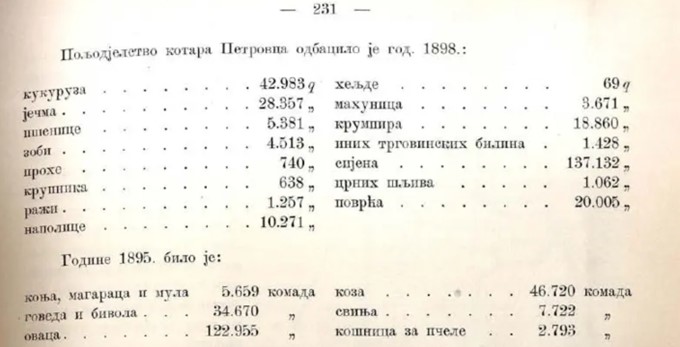 — 231 —
Пољодјелство котара Петровца одбацило је год. 1898.:
кукуруза . . . . . . . . 42.983 q хељде . . . . . . . . 69 q
јечма . . . . . . . . . 28.357 „ махуница . . . . . . . 3.671 „
пшенице . . . . . . . . 5.381 „ крумпира . . . . . . . 18.860 „
зоби . . . . . . . . . 4.513 „ иних трговинских билина . 1.428 „
прохе . . . . . . . . . 740 „ сијена . . . . . . . . 137.132 „
крупника . . . . . . . . 638 „ црних шљива . . . . . . 1.062 „
ражи . . . . . . . . . 1.257 „ поврћа . . . . . . . . 20.005 „
наполице . . . . . . . . 10.271 „
Године 1895. било је:
коња, магараца и мула 5.659 комада коза . . . . . . . 46.720 комада
говеда и бивола . . . 34.670 „ свиња . . . . . . . 7.722 „
оваца . . . . . . . 122.955 „ кошница за пчеле . . . 2.793 „